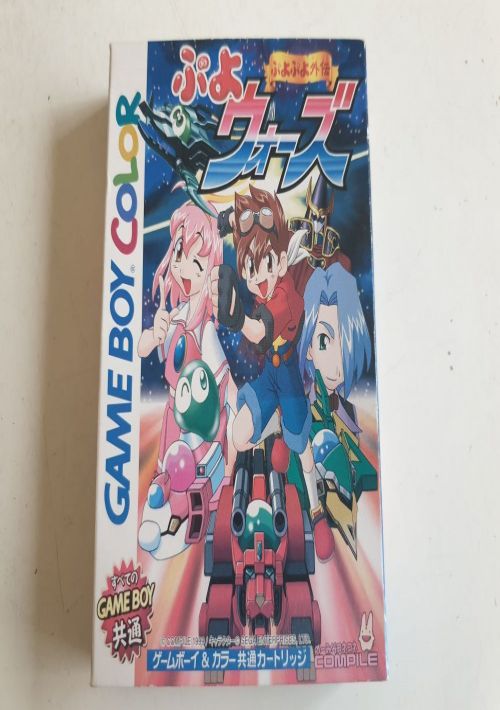 GAME BOY COLOR
ぷよぷよ外伝
ぷよ
ウォーズ
すべての
GAME BOY
共通
ゲームボーイ&カラー共通カートリッジ
COMPILE